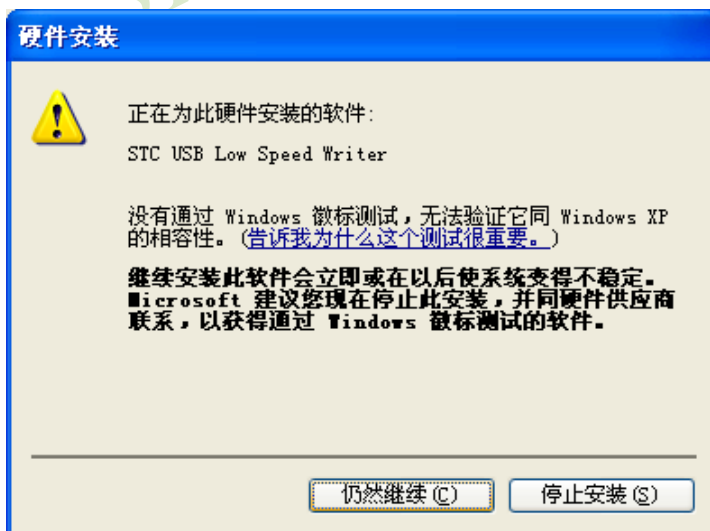 硬件安装
正在为此硬件安装的软件:
STC USB Low Speed Writer
没有通过 Windows 徽标测试，无法验证它同 Windows XP
的相容性。(告诉我为什么这个测试很重要。)
继续安装此软件会立即或在以后使系统变得不稳定。
Microsoft 建议您现在停止此安装，并同硬件供应商
联系，以获得通过 Windows 徽标测试的软件。
仍然继续(C)
停止安装(S)